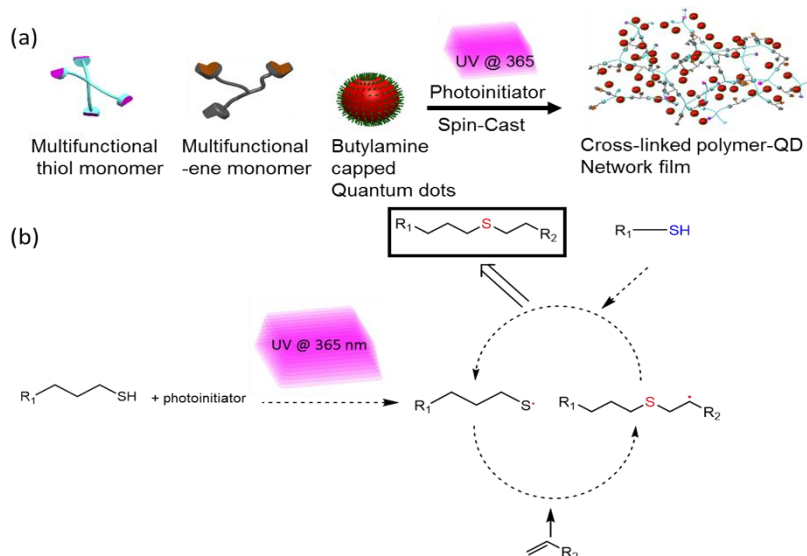 (a)
UV @ 365
Photoinitiator
Spin-Cast
Multifunctional
thiol monomer
Multifunctional
-ene monomer
Butylamine
capped
Quantum dots
Cross-linked polymer-QD
Network film
(b)
R1
S
R2
R1
SH
UV @ 365 nm
R1
SH
+ photoinitiator
R1
S·
R1
S
R2
R2